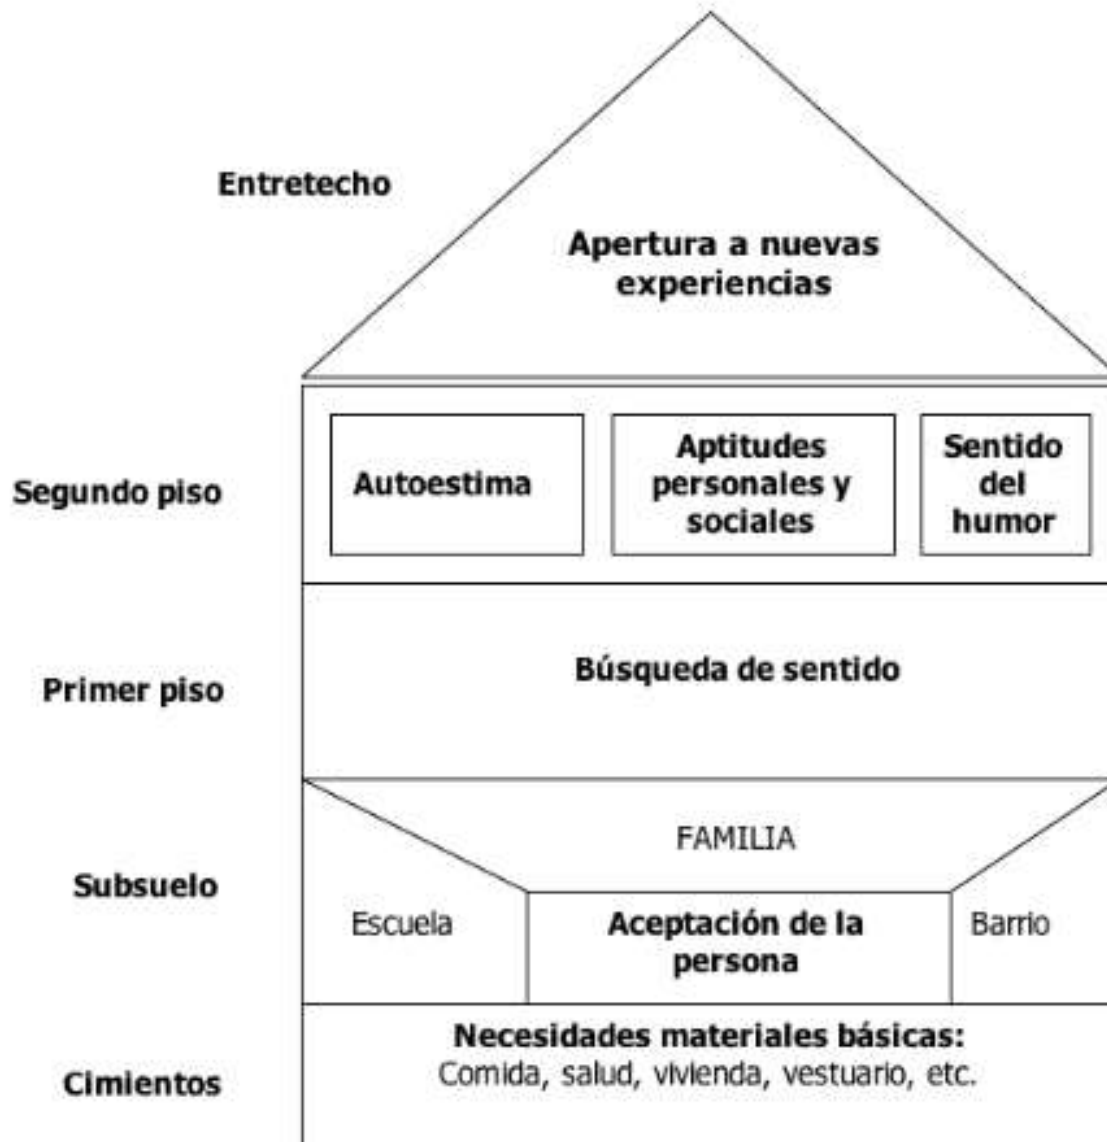 Entretecho
Apertura a nuevas
experiencias
Segundo piso
Autoestima
Aptitudes
personales y
sociales
Sentido
del
humor
Primer piso
Búsqueda de sentido
Subsuelo
FAMILIA
Escuela
Aceptación de la
persona
Barrio
Cimientos
Necesidades materiales básicas:
Comida, salud, vivienda, vestuario, etc.